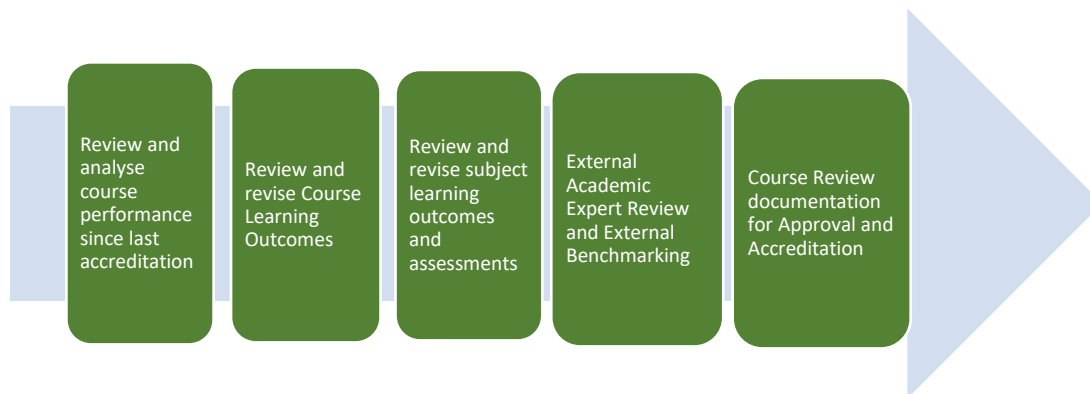 Review and
analyse
course
performance
since last
accreditation
Review and
revise Course
Learning
Outcomes
Review and
revise subject
learning
outcomes
and
assessments
External
Academic
Expert Review
and External
Benchmarking
Course Review
documentation
for Approval and
Accreditation